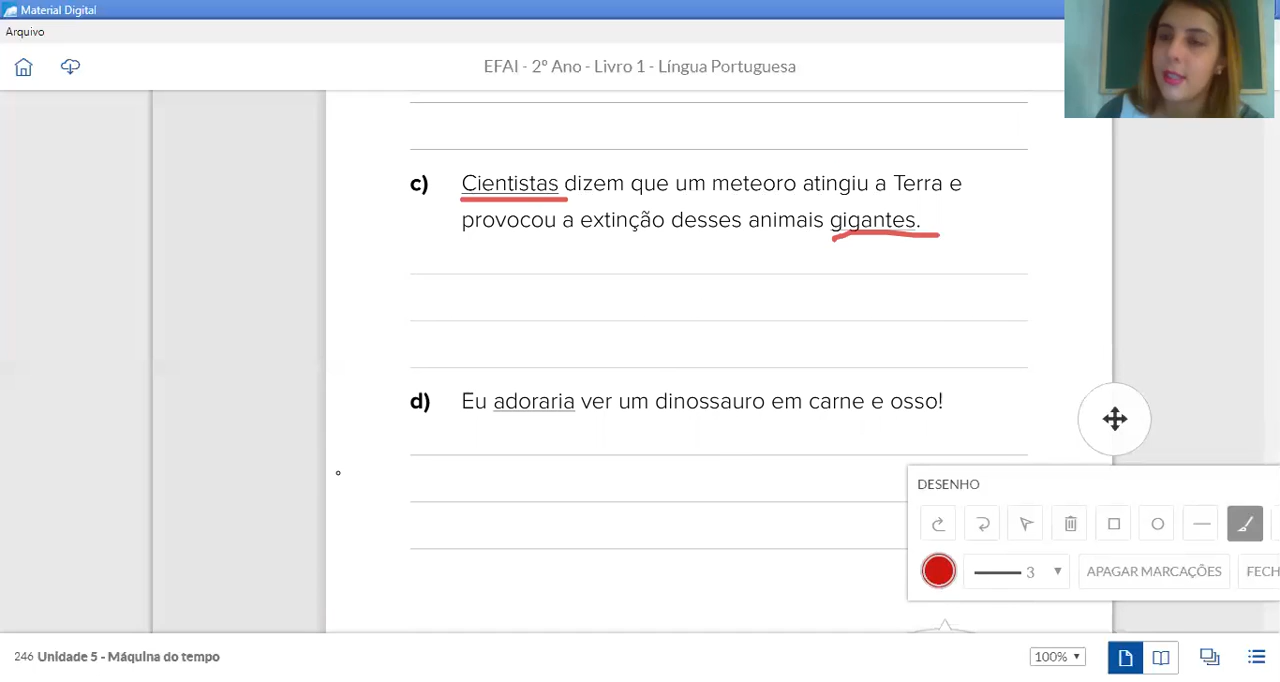 Material Digital
Arquivo
EFAI - 2º Ano - Livro 1 - Língua Portuguesa
c) Cientistas dizem que um meteoro atingiu a Terra e
provocou a extinção desses animais gigantes.
d) Eu adoraria ver um dinossauro em carne e osso!
DESENHO
3
APAGAR MARCAÇÕES
FECH
246 Unidade 5 - Máquina do tempo
100%